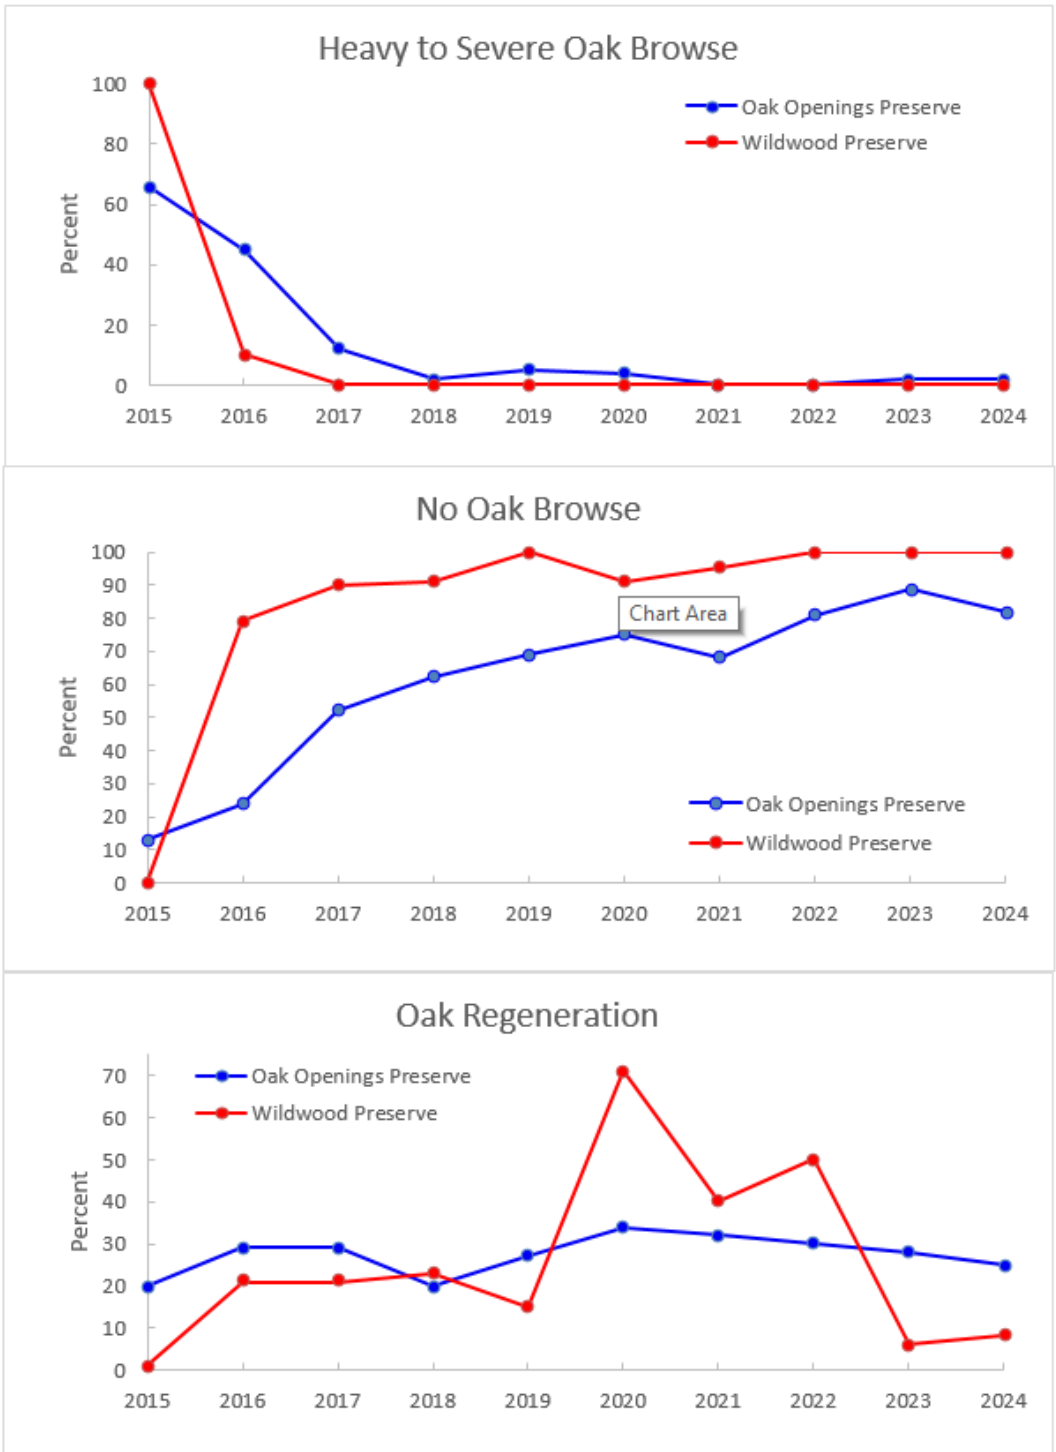 Heavy to Severe Oak Browse
100
80
60
40
20
0
Percent
Oak Openings Preserve
Wildwood Preserve
2015 2016 2017 2018 2019 2020 2021 2022 2023 2024
No Oak Browse
100
90
80
70
60
50
40
30
20
10
0
Percent
Chart Area
Oak Openings Preserve
Wildwood Preserve
2015 2016 2017 2018 2019 2020 2021 2022 2023 2024
Oak Regeneration
70
60
50
40
30
20
10
0
Percent
Oak Openings Preserve
Wildwood Preserve
2015 2016 2017 2018 2019 2020 2021 2022 2023 2024